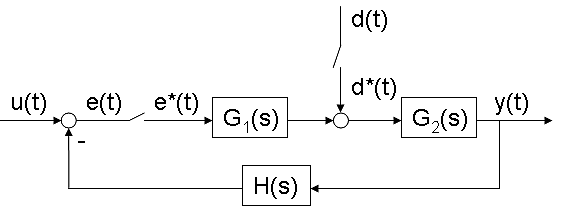 d(t)
u(t) e(t) e*(t) G₁(s) d*(t) G₂(s) y(t)
-
H(s)